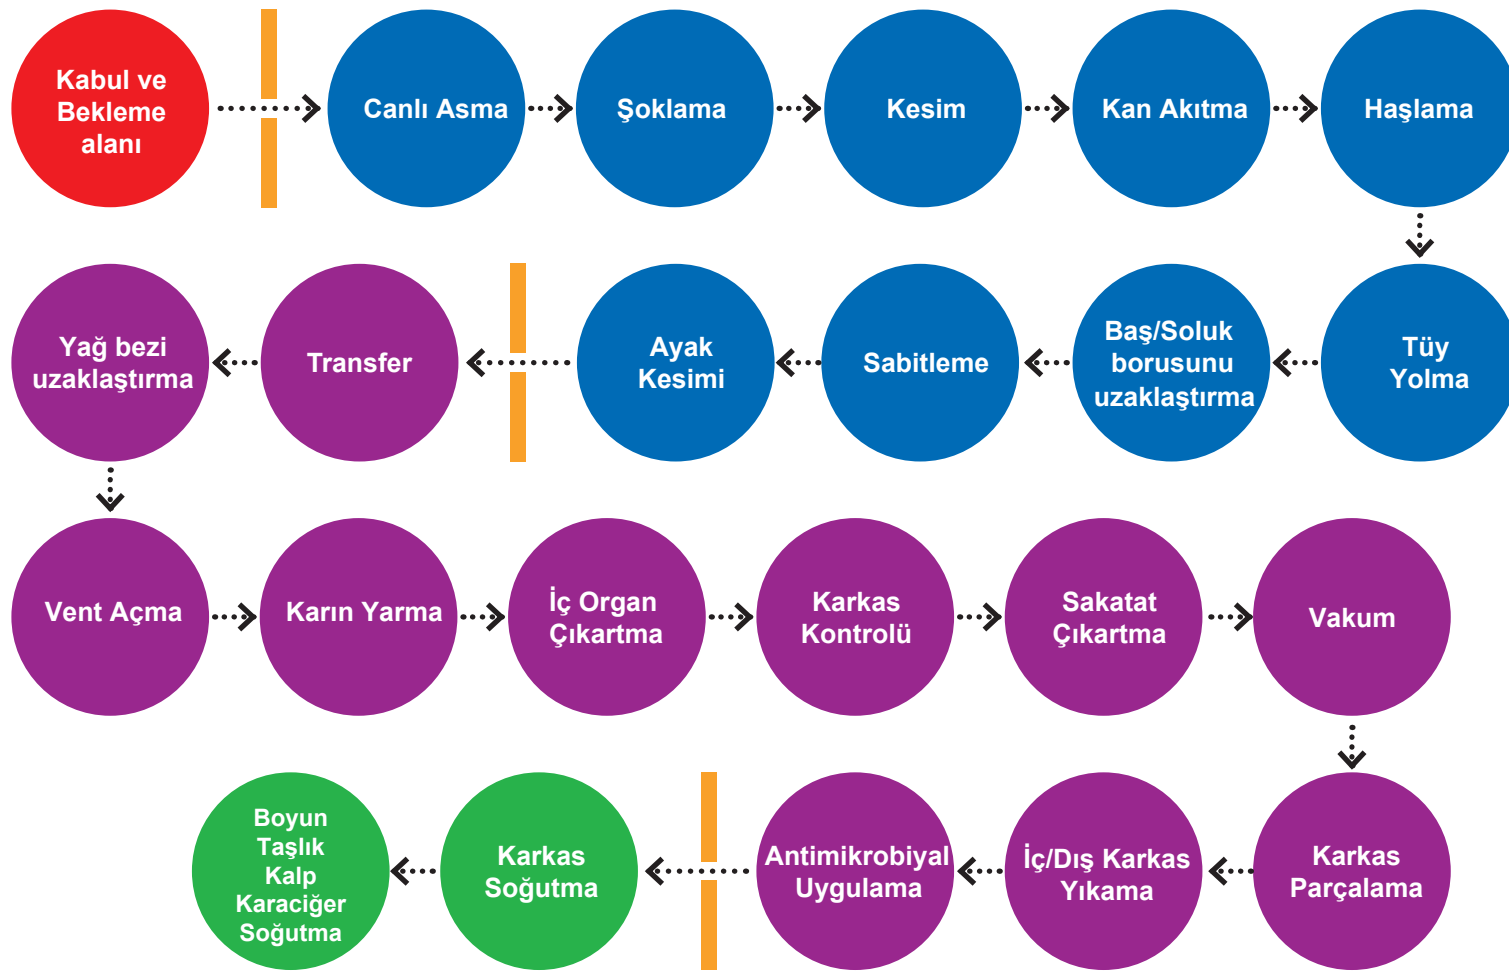 Kabul ve
Bekleme
alanı
Canlı Asma
Şoklama
Kesim
Kan Akıtma
Haşlama
Tüy
Yolma
Baş/Soluk
borusunu
uzaklaştırma
Sabitleme
Ayak
Kesimi
Transfer
Yağ bezi
uzaklaştırma
Vent Açma
Karın Yarma
İç Organ
Çıkartma
Karkas
Kontrolü
Sakatat
Çıkartma
Vakum
Karkas
Parçalama
İç/Dış Karkas
Yıkama
Antimikrobiyal
Uygulama
Karkas
Soğutma
Boyun
Taşlık
Kalp
Karaciğer
Soğutma